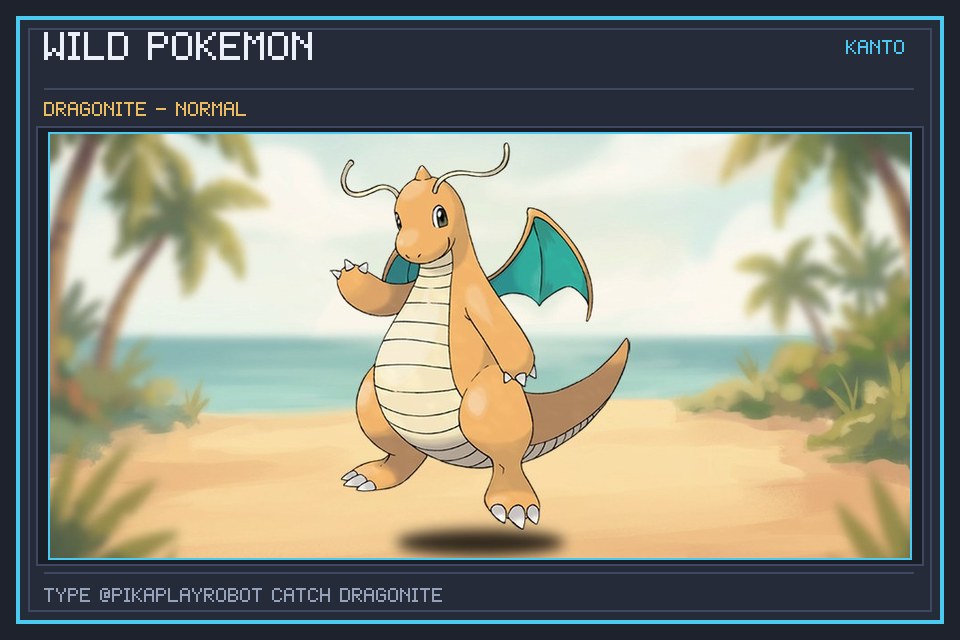 WILD POKEMON
KANTO
DRAGONITE - NORMAL
TYPE @PIKAPLAYROBOT CATCH DRAGONITE